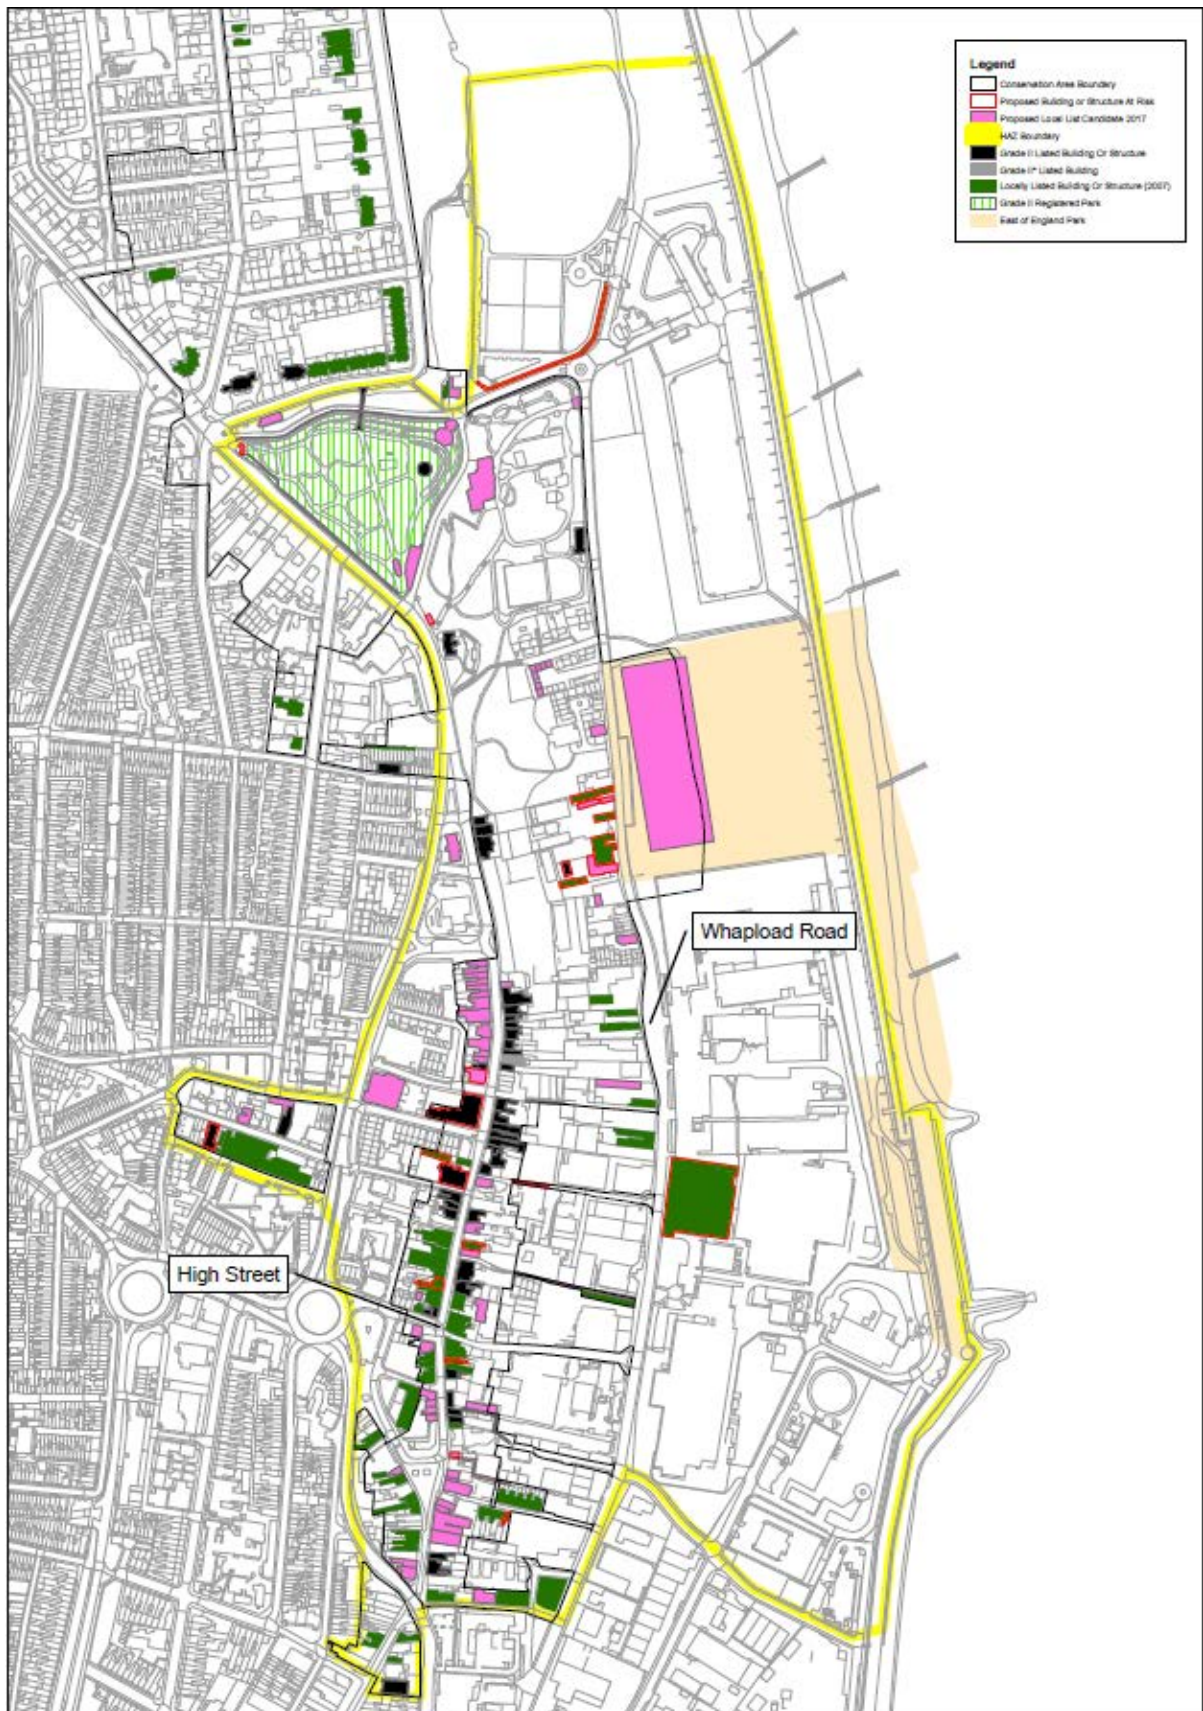 Legend
Conservation Area Boundary
Proposed Building or Structure At Risk
Proposed Local List Candidate 2017
HAZ Boundary
Grade II Listed Building Or Structure
Grade II* Listed Building
Locally Listed Building Or Structure (2007)
Grade II Registered Park
East of England Park
Whapload Road
High Street